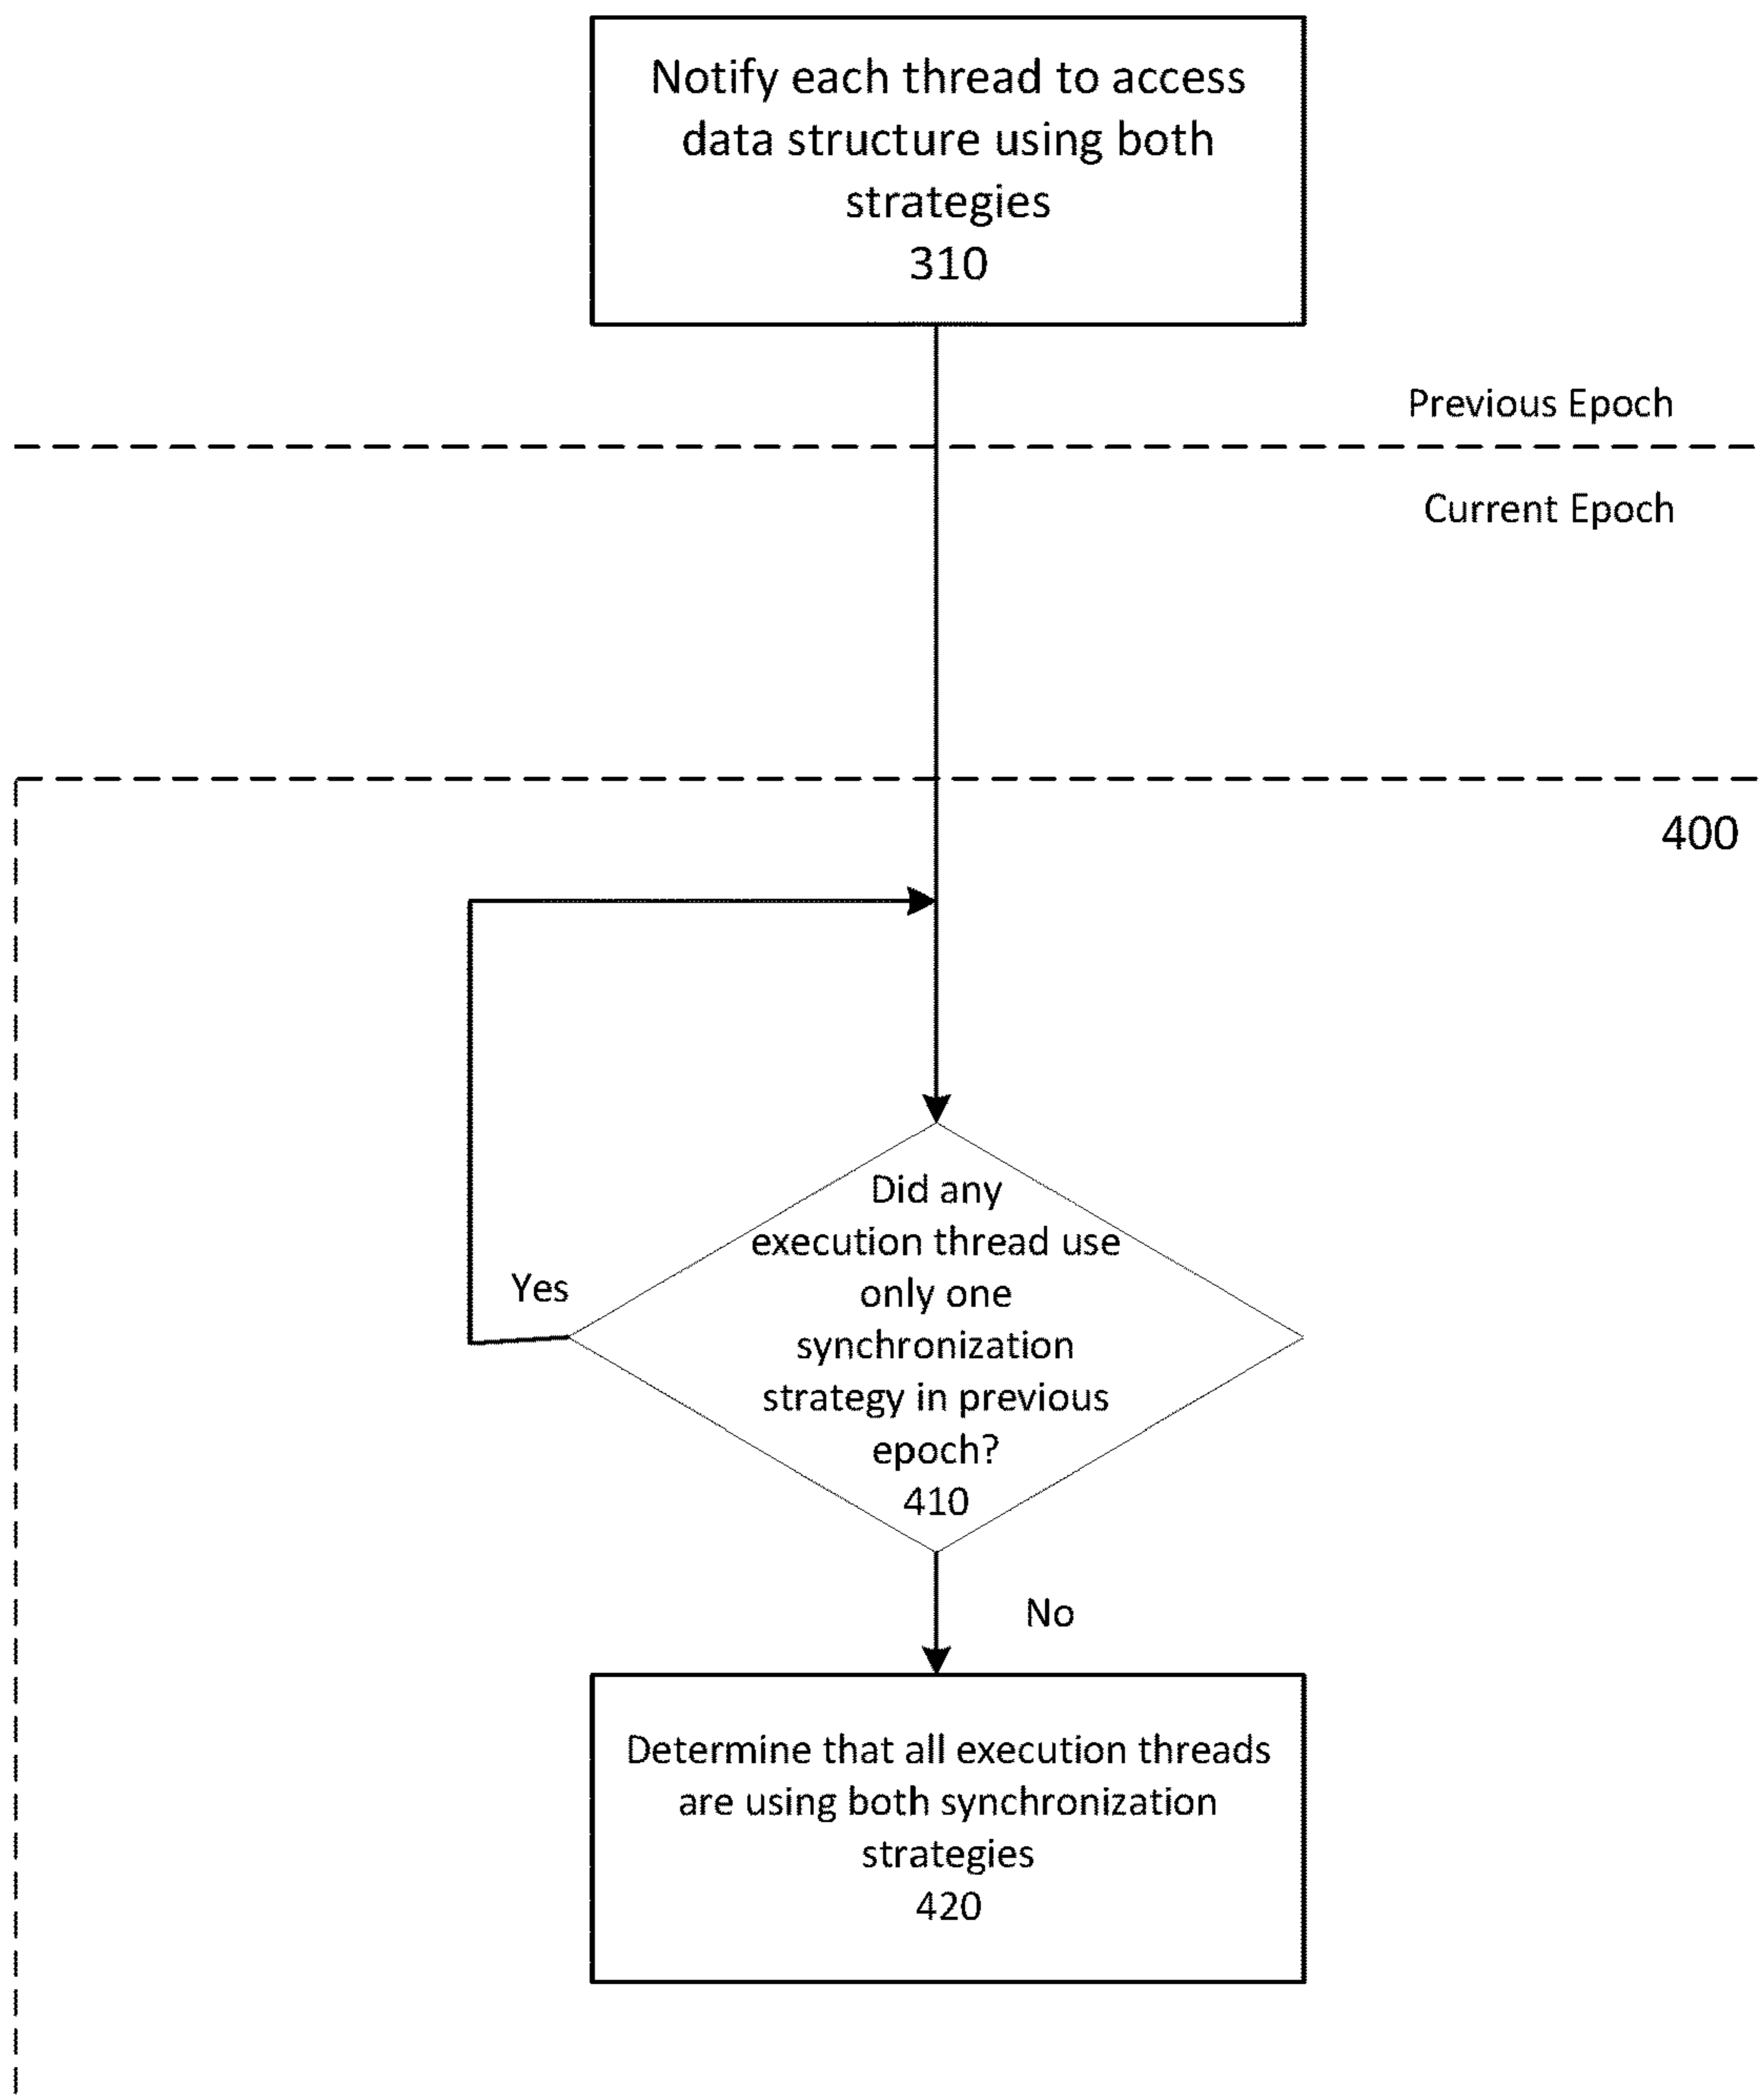 Notify each thread to access
data structure using both
strategies
310
Previous Epoch
Current Epoch
400
Did any
execution thread use
only one
synchronization
strategy in previous
epoch?
410
Yes
No
Determine that all execution threads
are using both synchronization
strategies
420